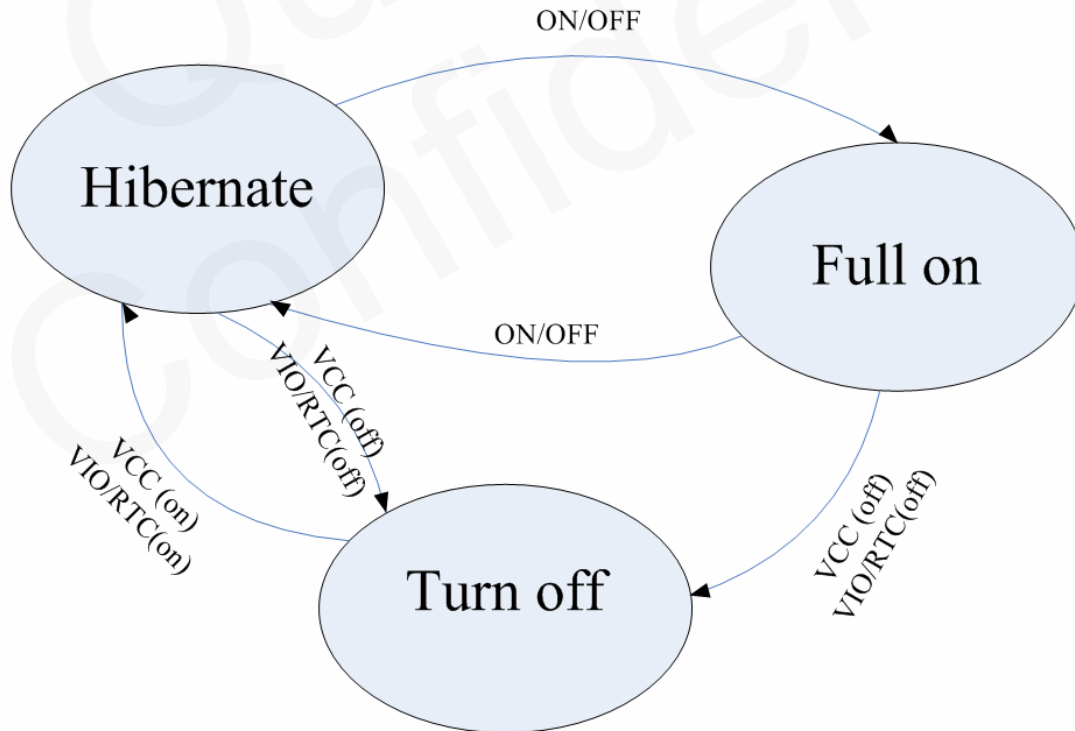 ON/OFF
Hibernate
Full on
ON/OFF
VCC (off)
VIO/RTC(off)
VCC (on)
VIO/RTC(on)
VCC (off)
VIO/RTC(off)
Turn off